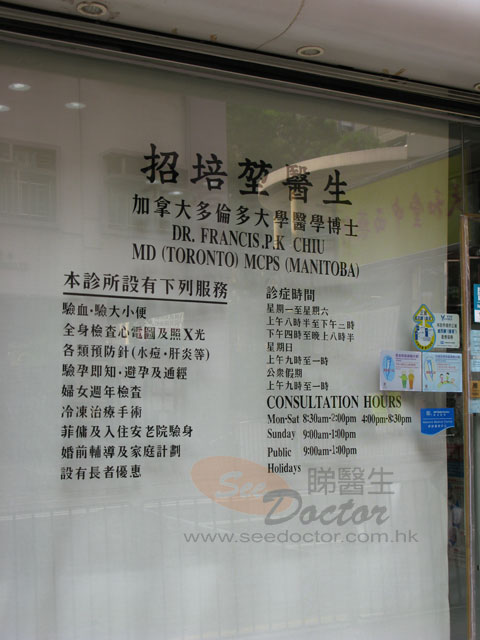 招培堃醫生
加拿大多倫多大學醫學博士
DR. FRANCIS.P.K CHIU
MD (TORONTO) MCPS (MANITOBA)
本診所設有下列服務
驗血·驗大小便
全身檢查心電圖及照X光
各類預防針(水痘·肝炎等)
驗孕即知·避孕及通經
婦女週年檢查
冷凍治療手術
菲傭及入住安老院驗身
婚前輔導及家庭計劃
設有長者優惠
診症時間
星期一至星期六
上午八時半至下午二時
下午四時至晚上八時半
星期日
上午九時至一時
公衆假期
上午九時至一時
CONSULTATION HOURS
Mon-Sat 8:30am-2:00pm 4:00pm-8:30pm
Sunday 9:00am-1:00pm
Public 9:00am-1:00pm
Holidays
See Doctor
睇醫生
www.seedoctor.com.hk